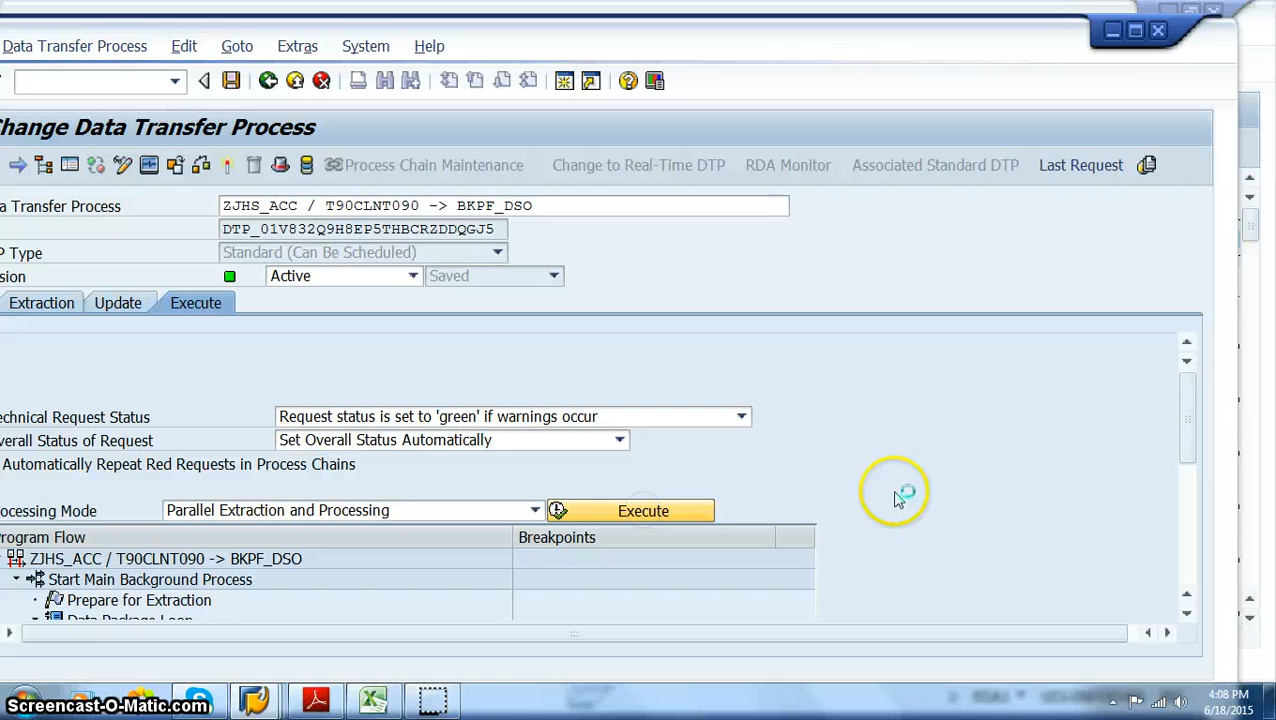 Data Transfer Process Edit Goto Extras System Help
Change Data Transfer Process
Process Chain Maintenance Change to Real-Time DTP RDA Monitor Associated Standard DTP Last Request
ta Transfer Process ZJHS_ACC / T90CLNT090 -> BKPF_DSO
DTP_01V832Q9H8EP5THBCRZDDQGJ5
P Type Standard (Can Be Scheduled)
sion Active Saved
Extraction Update Execute
echnical Request Status Request status is set to 'green' if warnings occur
verall Status of Request Set Overall Status Automatically
Automatically Repeat Red Requests in Process Chains
ocessing Mode Parallel Extraction and Processing Execute
rogram Flow Breakpoints
ZJHS_ACC / T90CLNT090 -> BKPF_DSO
Start Main Background Process
Prepare for Extraction
Data Package Loop
Screencast-O-Matic.com
4:08 PM
6/18/2015